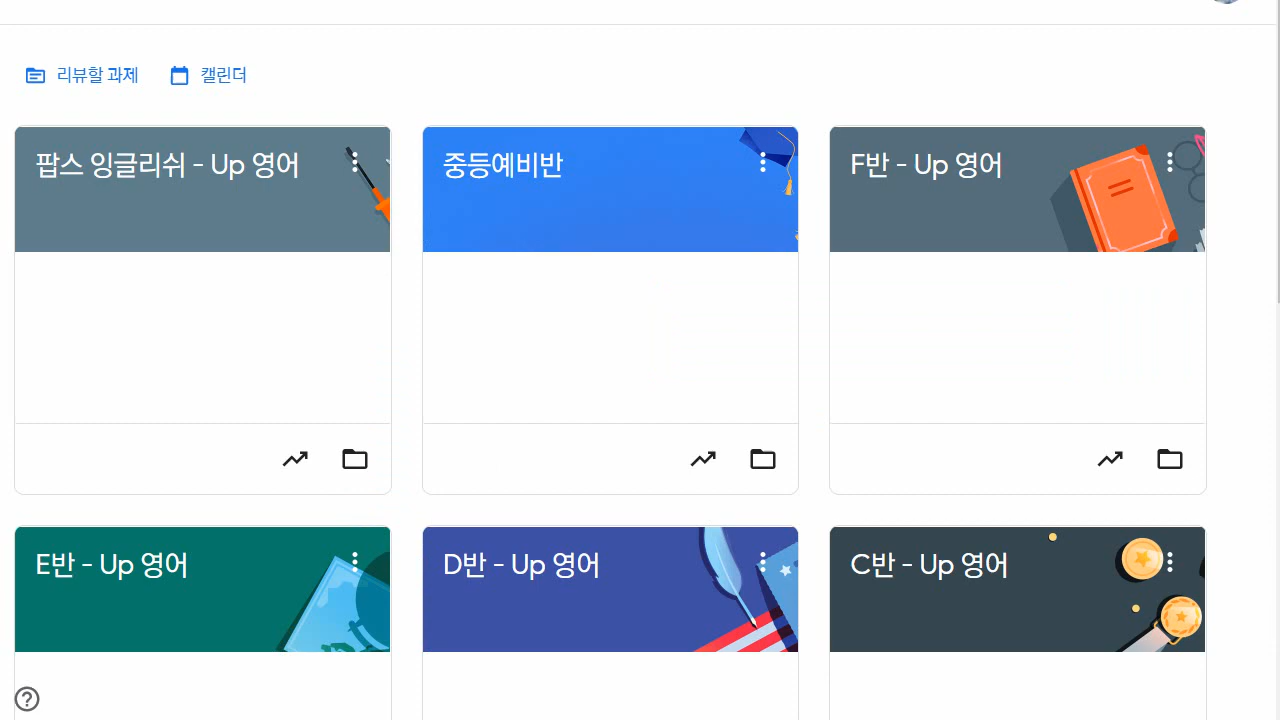 리뷰할 과제
캘린더
팝스 잉글리쉬 - Up 영어
중등예비반
F반 - Up 영어
E반 - Up 영어
D반 - Up 영어
C반 - Up 영어